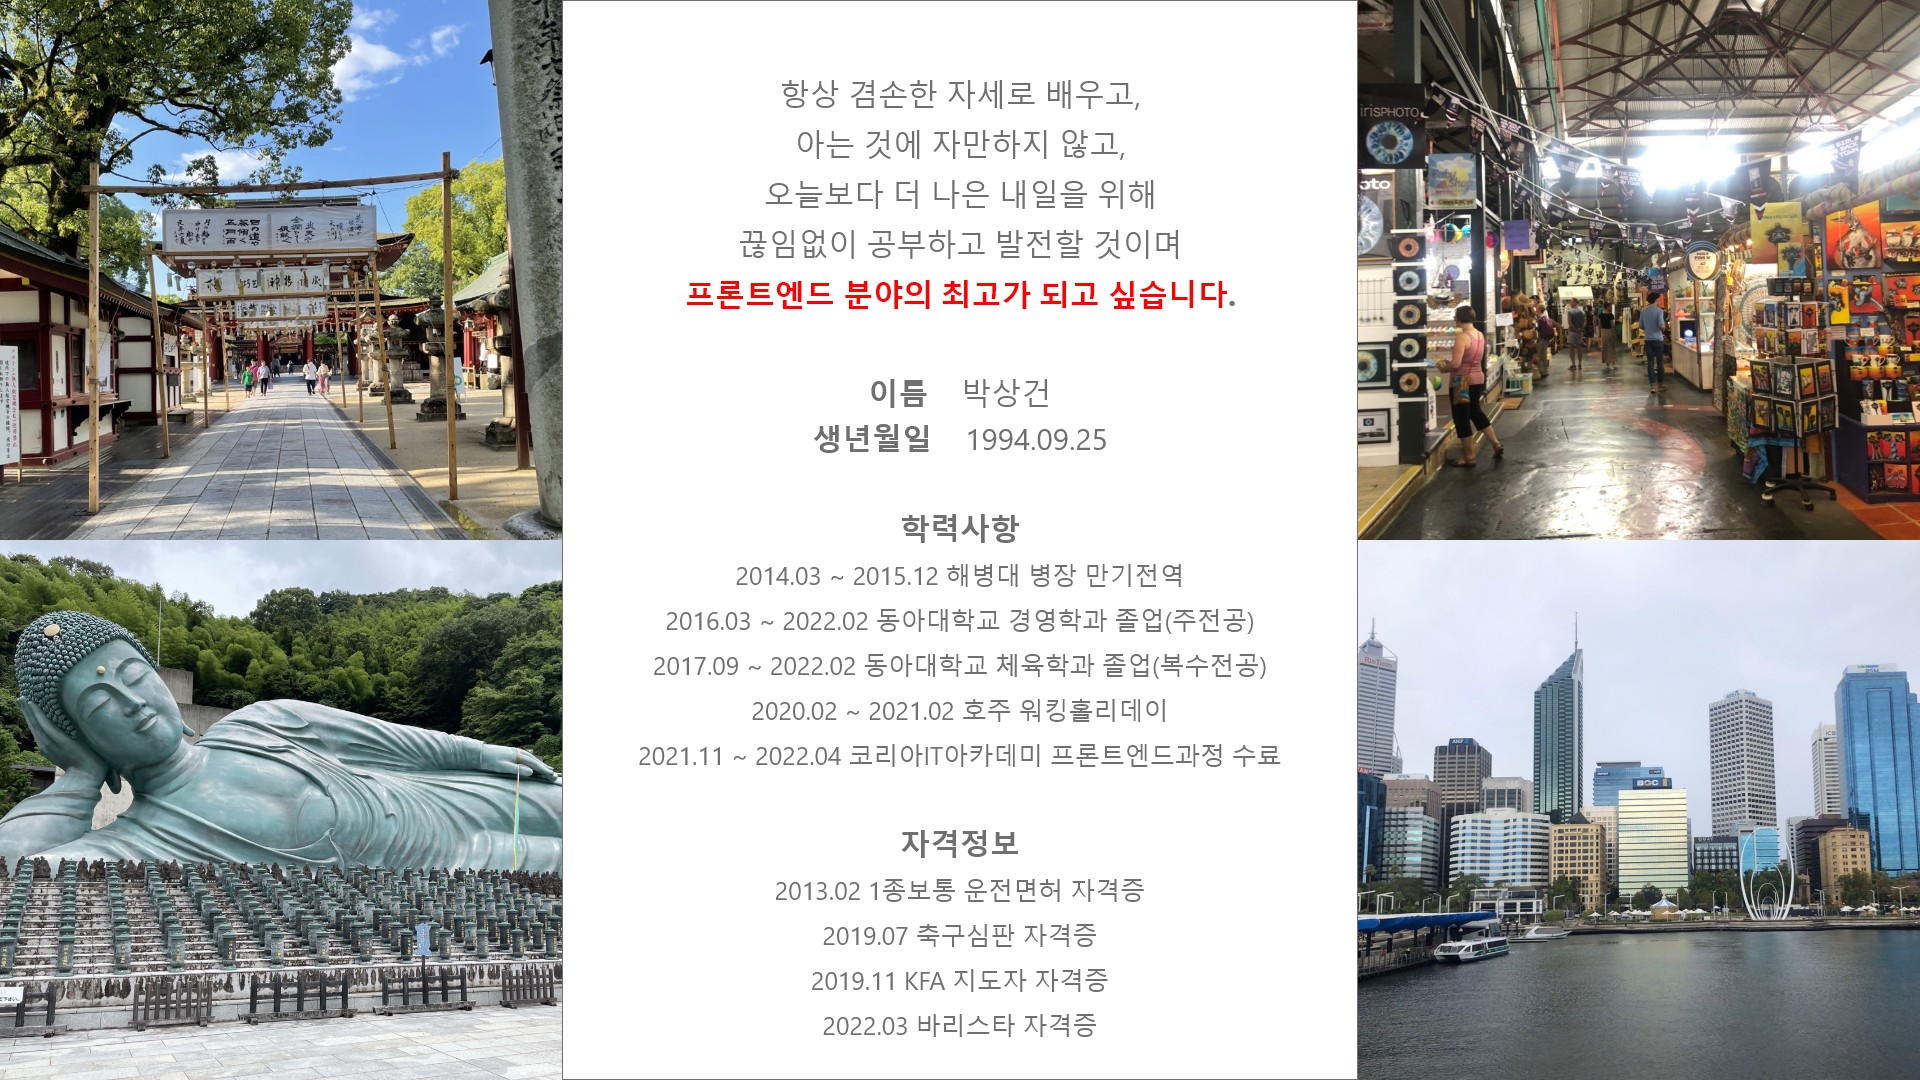 항상 겸손한 자세로 배우고,
아는 것에 자만하지 않고,
오늘보다 더 나은 내일을 위해
끊임없이 공부하고 발전할 것이며
프론트엔드 분야의 최고가 되고 싶습니다.
이름 박상건
생년월일 1994.09.25
학력사항
2014.03 ~ 2015.12 해병대 병장 만기전역
2016.03 ~ 2022.02 동아대학교 경영학과 졸업(주전공)
2017.09 ~ 2022.02 동아대학교 체육학과 졸업(복수전공)
2020.02 ~ 2021.02 호주 워킹홀리데이
2021.11 ~ 2022.04 코리아IT아카데미 프론트엔드과정 수료
자격정보
2013.02 1종보통 운전면허 자격증
2019.07 축구심판 자격증
2019.11 KFA 지도자 자격증
2022.03 바리스타 자격증
irisPHOTO
BGC